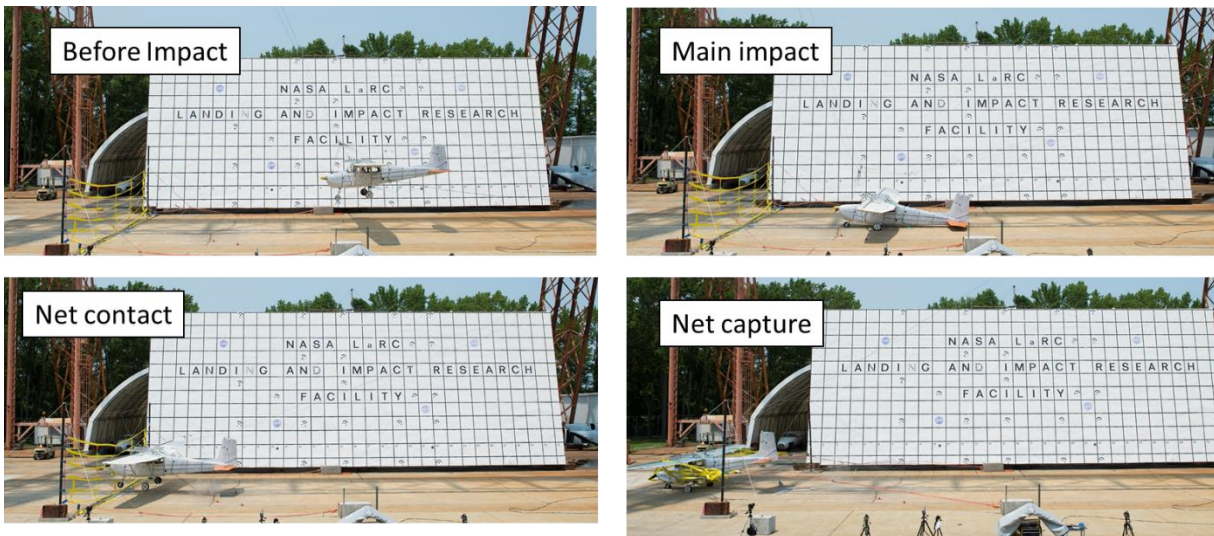 Before Impact
NASA LaRC
LANDING AND IMPACT RESEARCH
FACILITY
Main impact
NASA LaRC
LANDING AND IMPACT RESEARCH
FACILITY
Net contact
NASA LaRC
LANDING AND IMPACT RESEARCH
FACILITY
Net capture
NASA LaRC
LANDING AND IMPACT RESEARCH
FACILITY